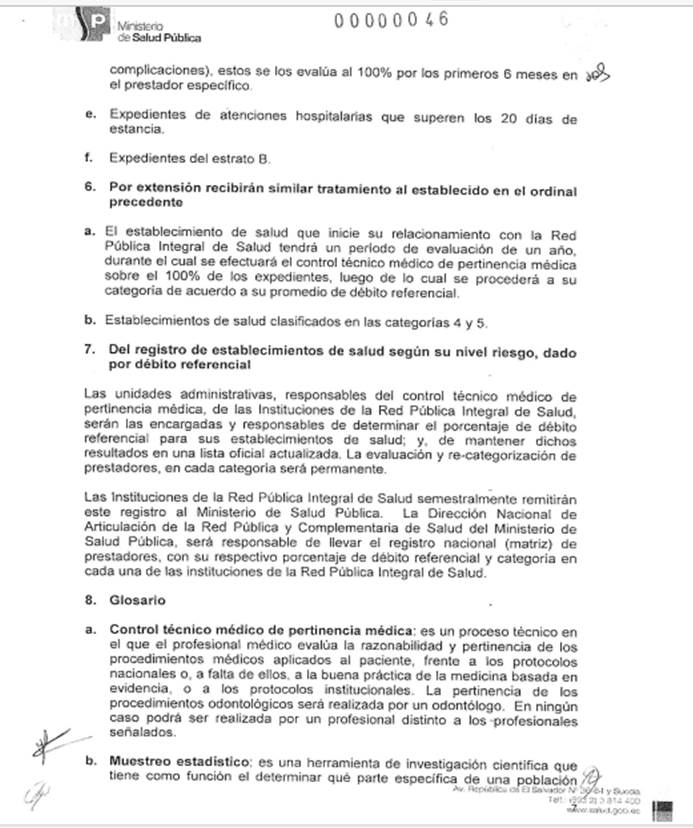 msp
Ministerio
de Salud Pública
00000046
complicaciones), estos se los evalúa al 100% por los primeros 6 meses en
el prestador específico.
e. Expedientes de atenciones hospitalarias que superen los 20 días de
estancia.
f. Expedientes del estrato B.
6. Por extensión recibirán similar tratamiento al establecido en el ordinal
precedente
a. El establecimiento de salud que inicie su relacionamiento con la Red
Pública Integral de Salud tendrá un período de evaluación de un año,
durante el cual se efectuará el control técnico médico de pertinencia médica
sobre el 100% de los expedientes, luego de lo cual se procederá a su
categoría de acuerdo a su promedio de débito referencial.
b. Establecimientos de salud clasificados en las categorías 4 y 5.
7. Del registro de establecimientos de salud según su nivel riesgo, dado
por débito referencial
Las unidades administrativas, responsables del control técnico médico de
pertinencia médica, de las Instituciones de la Red Pública Integral de Salud,
serán las encargadas y responsables de determinar el porcentaje de débito
referencial para sus establecimientos de salud; y, de mantener dichos
resultados en una lista oficial actualizada. La evaluación y re-categorización de
prestadores, en cada categoría será permanente.
Las Instituciones de la Red Pública Integral de Salud semestralmente remitirán
este registro al Ministerio de Salud Pública. La Dirección Nacional de
Articulación de la Red Pública y Complementaria de Salud del Ministerio de
Salud Pública, será responsable de llevar el registro nacional (matriz) de
prestadores, con su respectivo porcentaje de débito referencial y categoría en
cada una de las instituciones de la Red Pública Integral de Salud.
8. Glosario
a. Control técnico médico de pertinencia médica: es un proceso técnico en
el que el profesional médico evalúa la razonabilidad y pertinencia de los
procedimientos médicos aplicados al paciente, frente a los protocolos
nacionales o, a falta de ellos, a la buena práctica de la medicina basada en
evidencia, o a los protocolos institucionales. La pertinencia de los
procedimientos odontológicos será realizada por un odontólogo. En ningún
caso podrá ser realizada por un profesional distinto a los profesionales
señalados.
b. Muestreo estadístico: es una herramienta de investigación científica que
tiene como función el determinar qué parte específica de una población
Av. República de El Salvador Nº 36-64 y Suecia
Telf.: (593 2) 3 814 400
www.salud.gob.ec